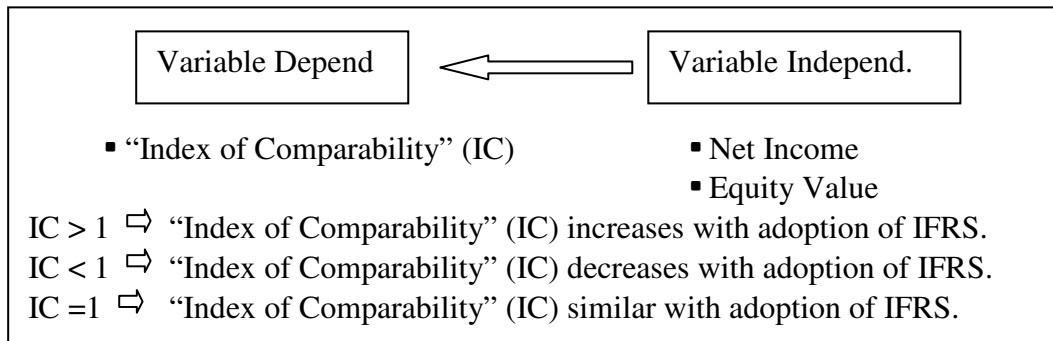 Variable Depend Variable Independ.
▪ “Index of Comparability” (IC) ▪ Net Income
▪ Equity Value
IC > 1 ⇨ “Index of Comparability” (IC) increases with adoption of IFRS.
IC < 1 ⇨ “Index of Comparability” (IC) decreases with adoption of IFRS.
IC =1 ⇨ “Index of Comparability” (IC) similar with adoption of IFRS.